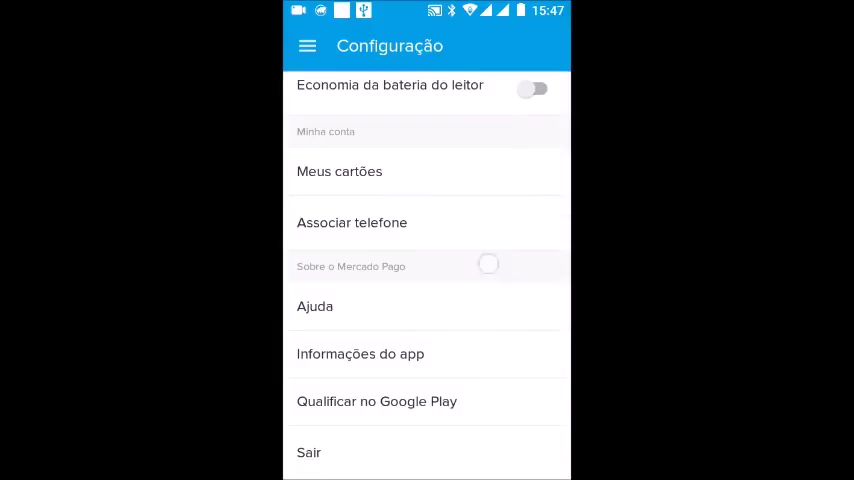 15:47
Configuração
Economia da bateria do leitor
Minha conta
Meus cartões
Associar telefone
Sobre o Mercado Pago
Ajuda
Informações do app
Qualificar no Google Play
Sair